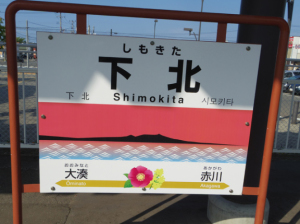 しもきた
下北
下 北 Shimokita 시모키타
おおみなと
大湊
Ōminato
あかがわ
赤川
Akagawa